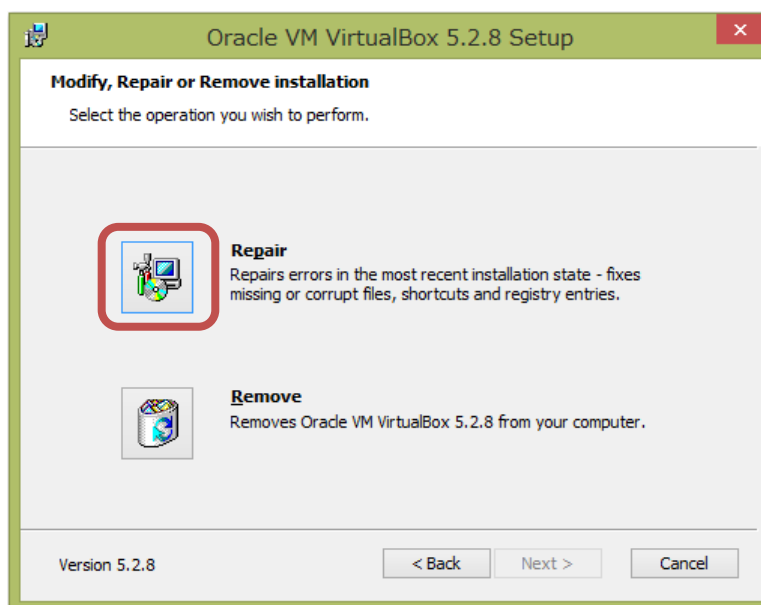 Oracle VM VirtualBox 5.2.8 Setup
Modify, Repair or Remove installation
Select the operation you wish to perform.
Repair
Repairs errors in the most recent installation state - fixes
missing or corrupt files, shortcuts and registry entries.
Remove
Removes Oracle VM VirtualBox 5.2.8 from your computer.
Version 5.2.8
< Back
Next >
Cancel